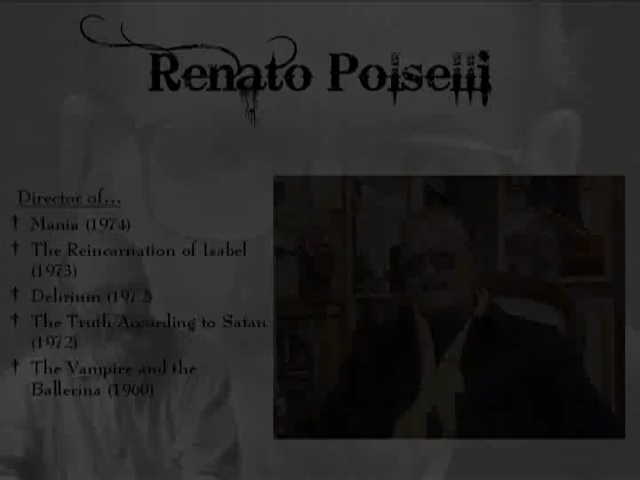 Renato Polselli
Director of...
† Mania (1974)
† The Reincarnation of Isabel
(1973)
† Delirium (1972)
† The Truth According to Satan
(1972)
† The Vampire and the
Ballerina (1960)